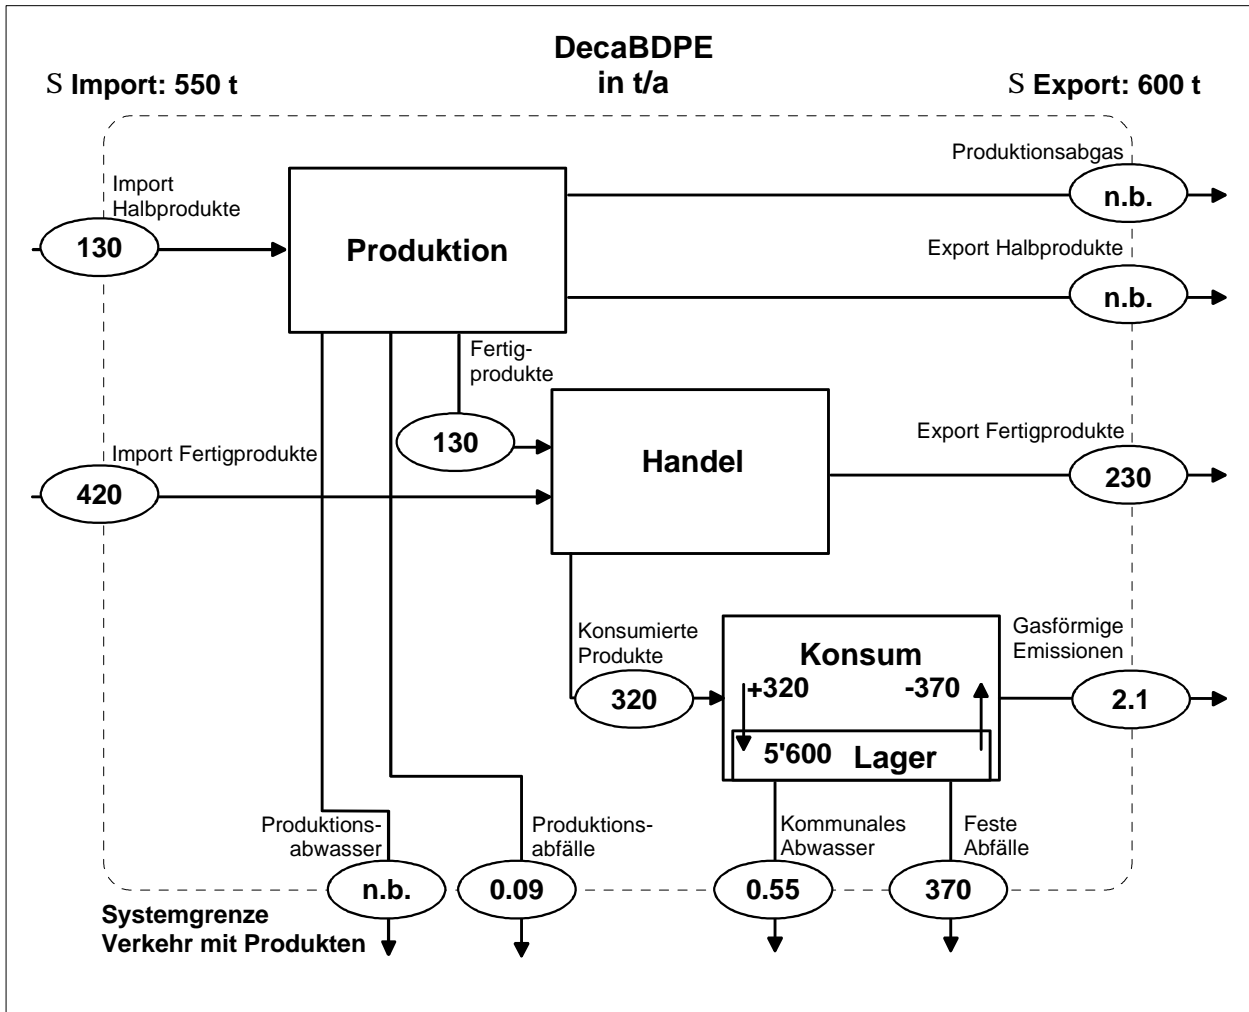 DecaBDPE
in t/a
S Import: 550 t
S Export: 600 t
Produktionsabgas
n.b.
Import
Halbprodukte
130
Produktion
Export Halbprodukte
n.b.
Fertig-
produkte
130
Import Fertigprodukte
420
Handel
Export Fertigprodukte
230
Konsumierte
Produkte
320
Konsum
+320
-370
5'600
Lager
Gasförmige
Emissionen
2.1
Produktions-
abwasser
n.b.
Produktions-
abfälle
0.09
Kommunales
Abwasser
0.55
Feste
Abfälle
370
Systemgrenze
Verkehr mit Produkten